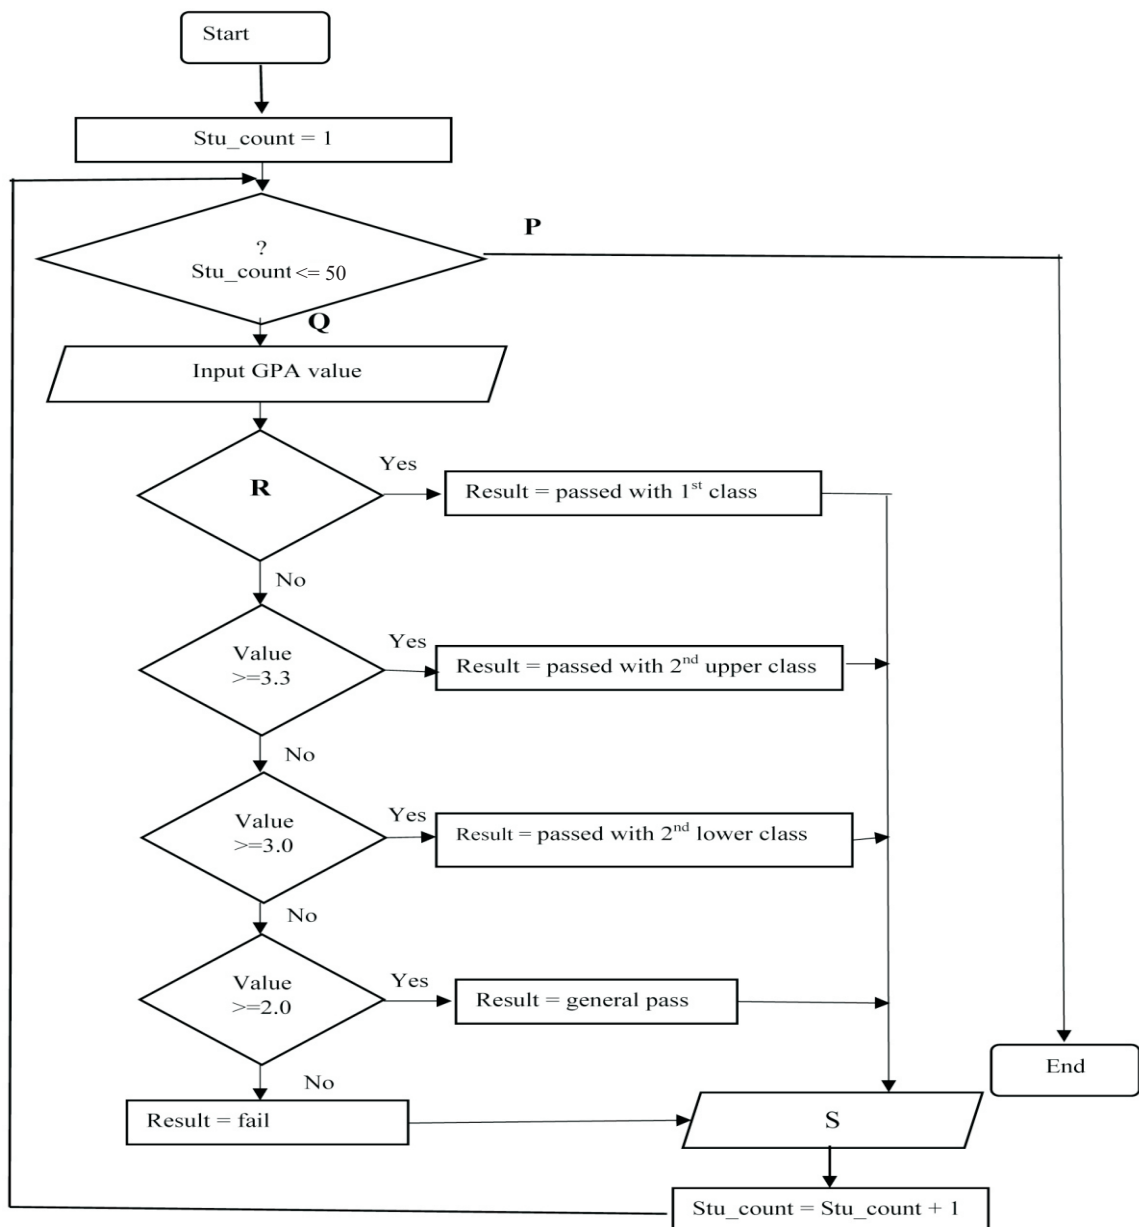 Start
Stu_count = 1
P
?
Stu_count <= 50
Q
Input GPA value
R
Yes
Result = passed with 1st class
No
Value
>=3.3
Yes
Result = passed with 2nd upper class
No
Value
>=3.0
Yes
Result = passed with 2nd lower class
No
Value
>=2.0
Yes
Result = general pass
No
End
Result = fail
S
Stu_count = Stu_count + 1